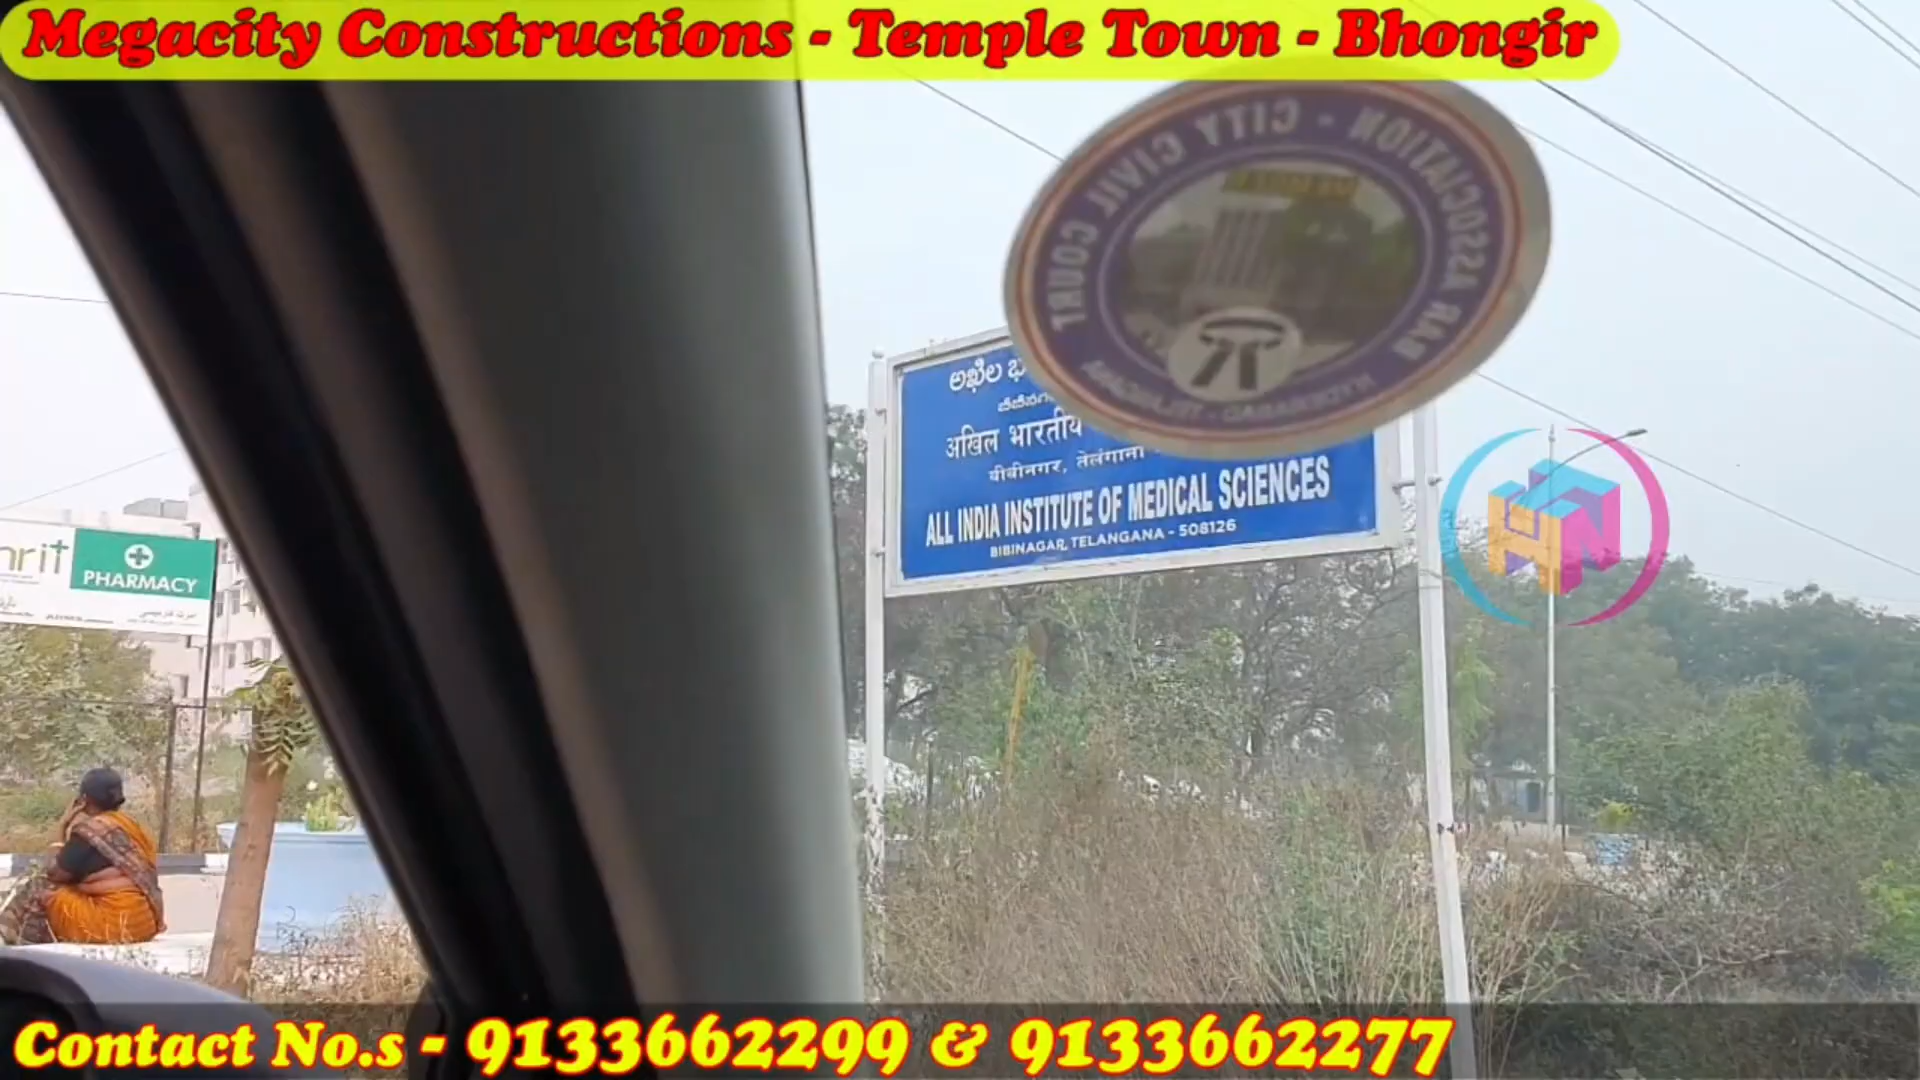 Megacity Constructions - Temple Town - Bhongir
CITY CIVIL COURT
BAR ASSOCIATION -
అఖిల భ
अखिल भारतीय
बीबीनगर, तेलंगाना
ALL INDIA INSTITUTE OF MEDICAL SCIENCES
BIBINAGAR, TELANGANA - 508126
HN
PHARMACY
Contact No.s - 9133662299 & 9133662277